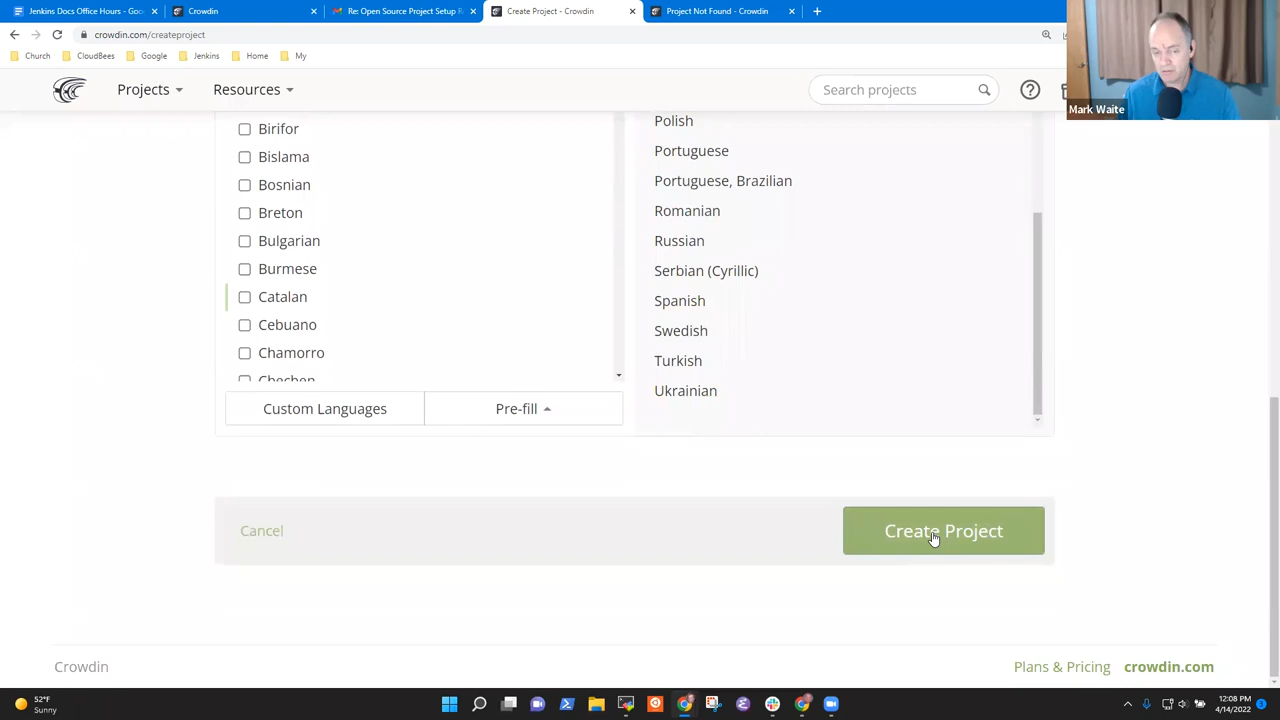 Jenkins Docs Office Hours - Goo
Crowdin
Re: Open Source Project Setup R
Create Project - Crowdin
Project Not Found - Crowdin
crowdin.com/createproject
Church
CloudBees
Google
Jenkins
Home
My
Projects
Resources
Search projects
Mark Waite
Birifor
Bislama
Bosnian
Breton
Bulgarian
Burmese
Catalan
Cebuano
Chamorro
Chechen
Custom Languages
Pre-fill
Polish
Portuguese
Portuguese, Brazilian
Romanian
Russian
Serbian (Cyrillic)
Spanish
Swedish
Turkish
Ukrainian
Cancel
Create Project
Crowdin
Plans & Pricing
crowdin.com
52°F
Sunny
12:08 PM
4/14/2022